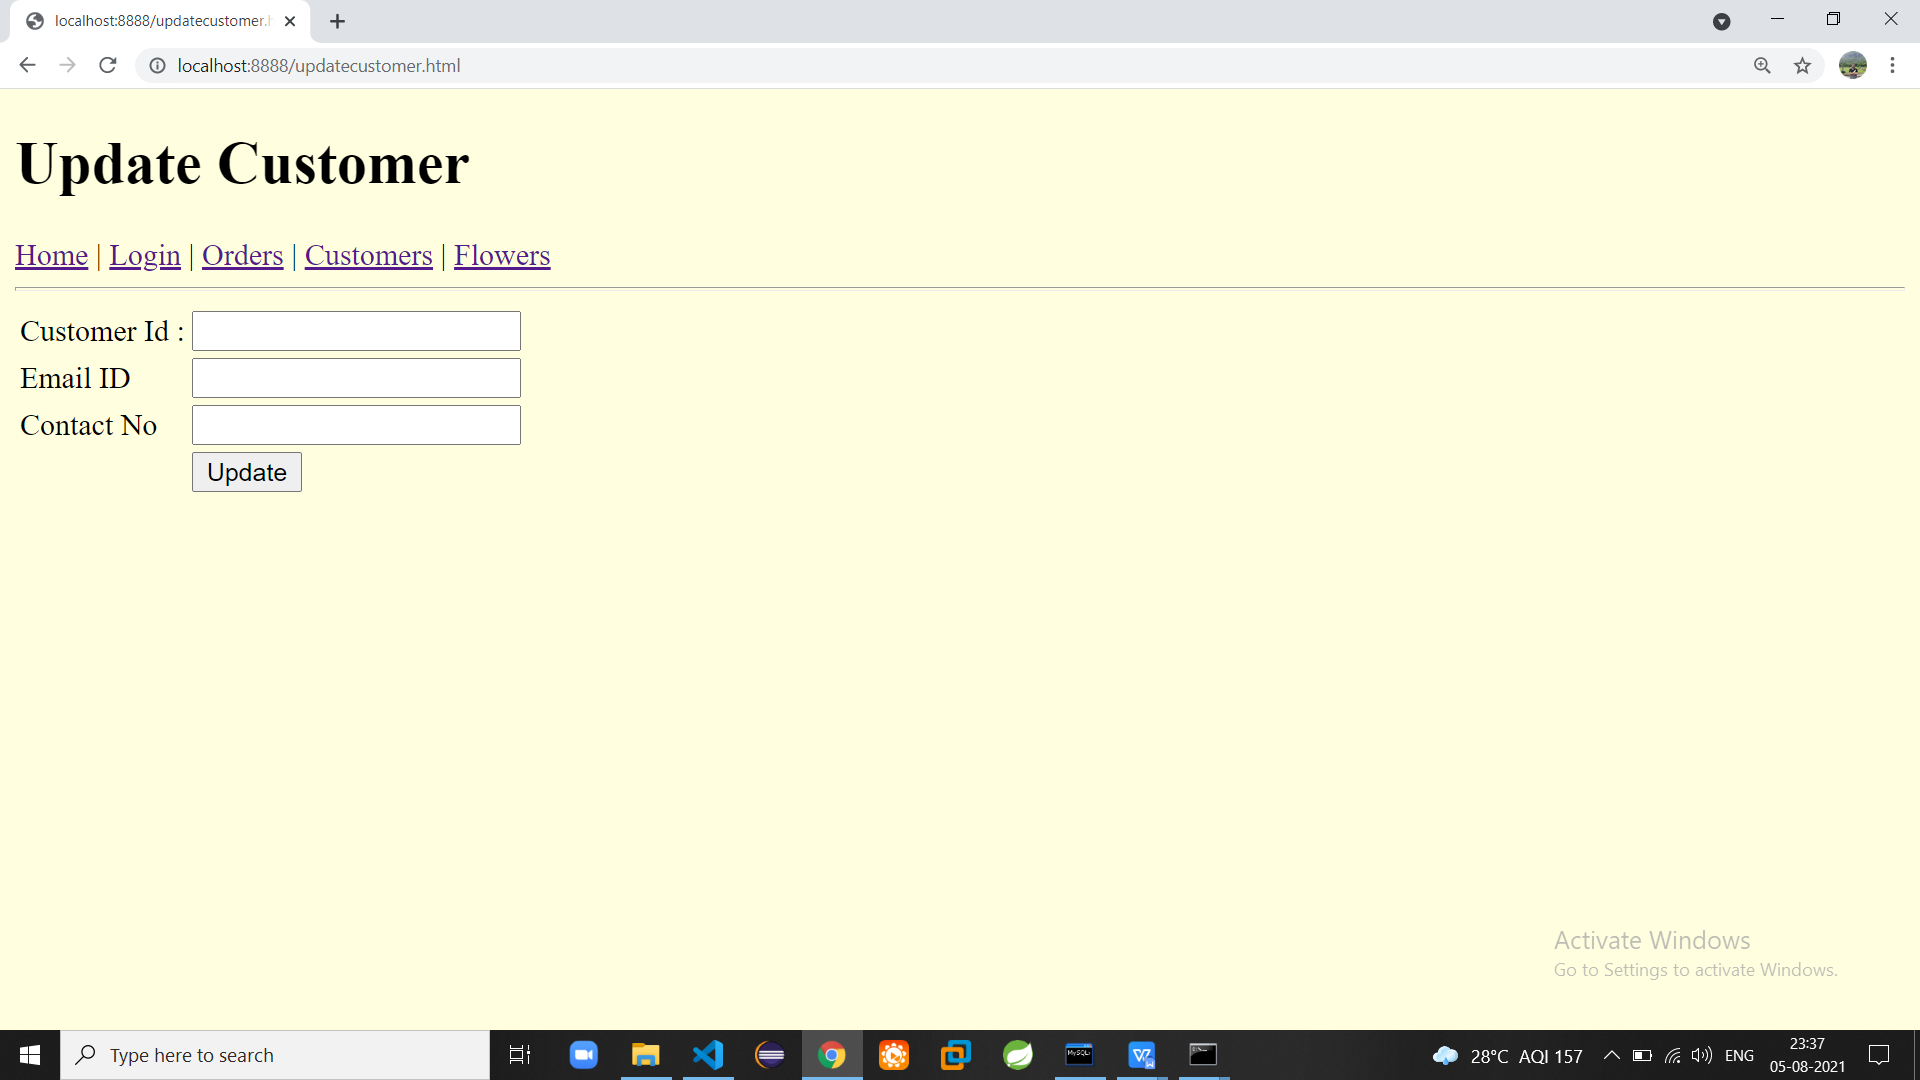 localhost:8888/updatecustomer.h
localhost:8888/updatecustomer.html
Update Customer
Home | Login | Orders | Customers | Flowers
Customer Id :
Email ID
Contact No
Update
Activate Windows
Go to Settings to activate Windows.
Type here to search
MySQL
28°C AQI 157
ENG
23:37
05-08-2021